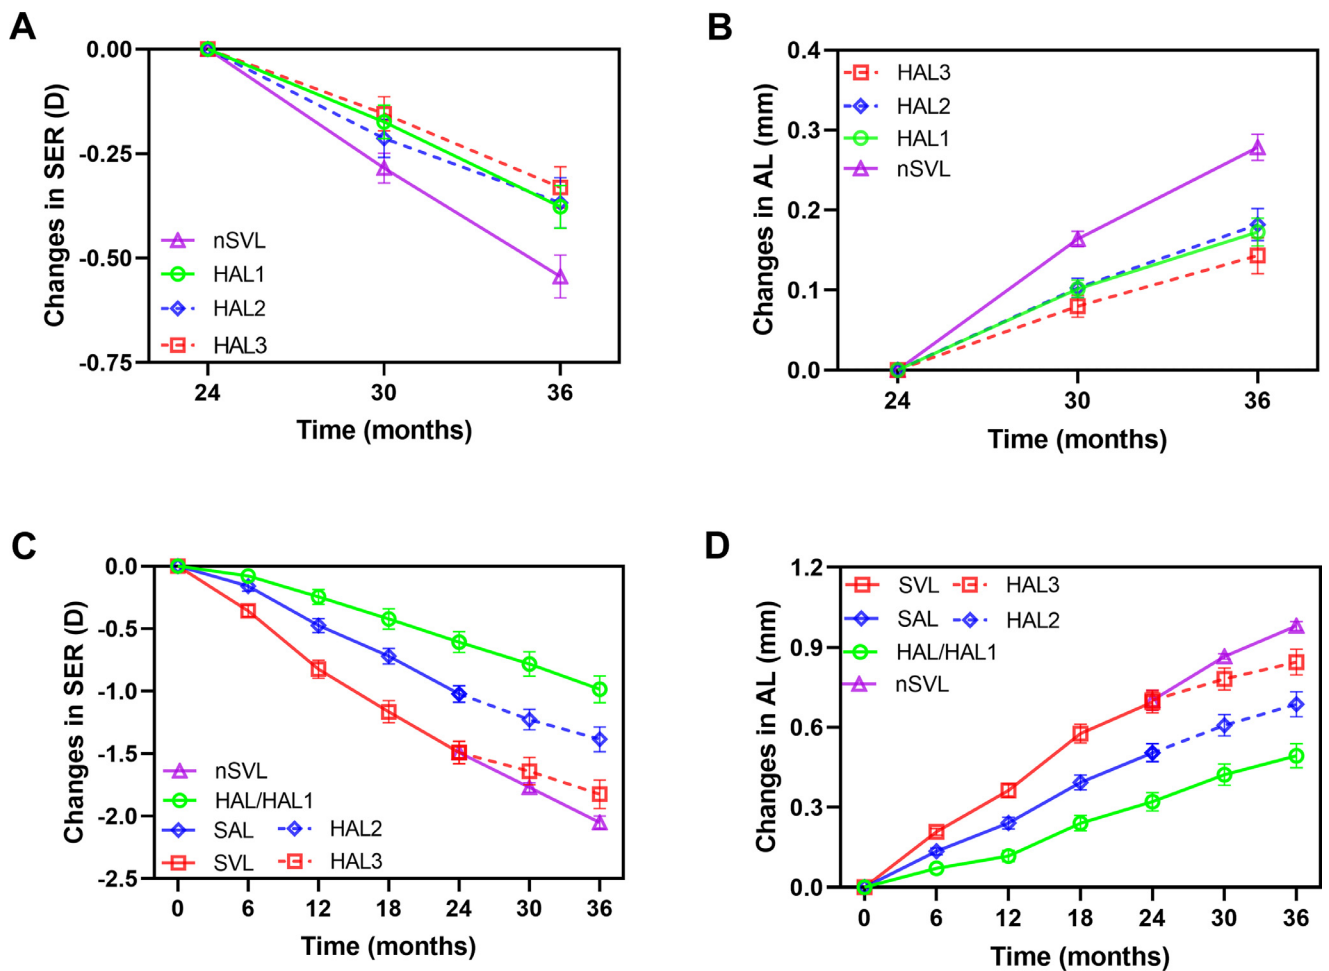 A
Changes in SER (D)
0.00
-0.25
-0.50
-0.75
nSVL
HAL1
HAL2
HAL3
24 30 36
Time (months)
B
Changes in AL (mm)
0.4
0.3
0.2
0.1
0.0
HAL3
HAL2
HAL1
nSVL
24 30 36
Time (months)
C
Changes in SER (D)
0.0
-0.5
-1.0
-1.5
-2.0
-2.5
nSVL
HAL/HAL1
SAL HAL2
SVL HAL3
0 6 12 18 24 30 36
Time (months)
D
Changes in AL (mm)
1.2
0.9
0.6
0.3
0.0
SVL HAL3
SAL HAL2
HAL/HAL1
nSVL
0 6 12 18 24 30 36
Time (months)